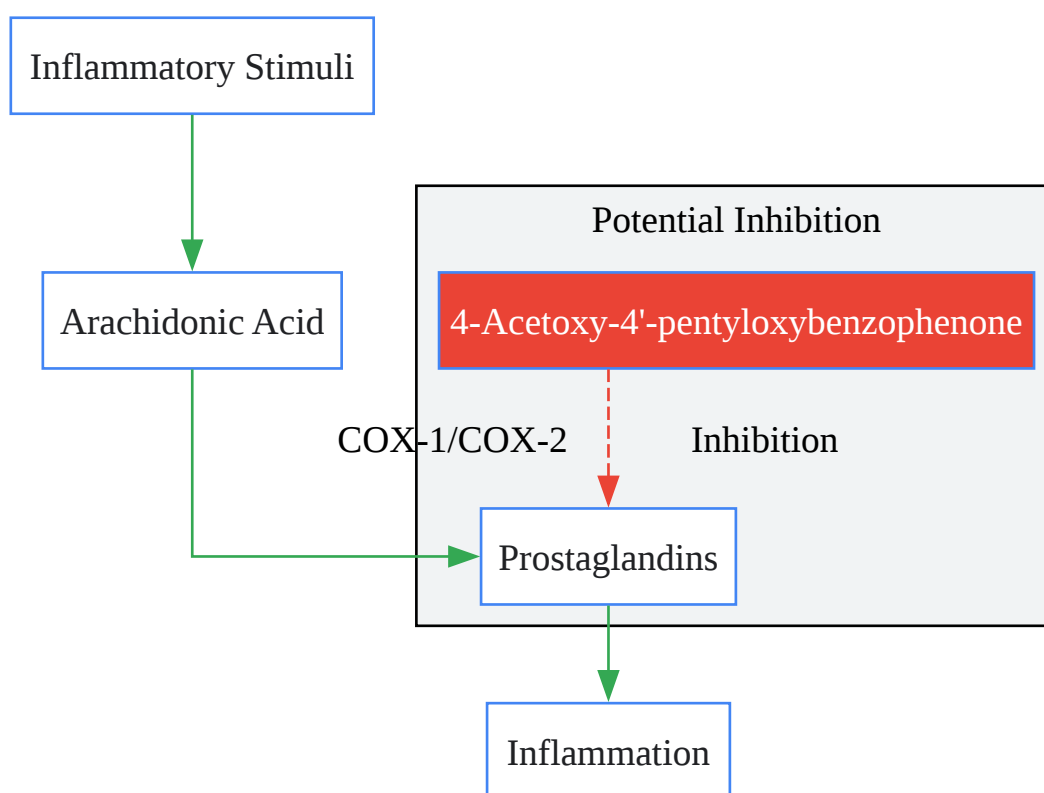 Inflammatory Stimuli
Potential Inhibition
Arachidonic Acid
4-Acetoxy-4'-pentyloxybenzophenone
COX-1/COX-2
Inhibition
Prostaglandins
Inflammation